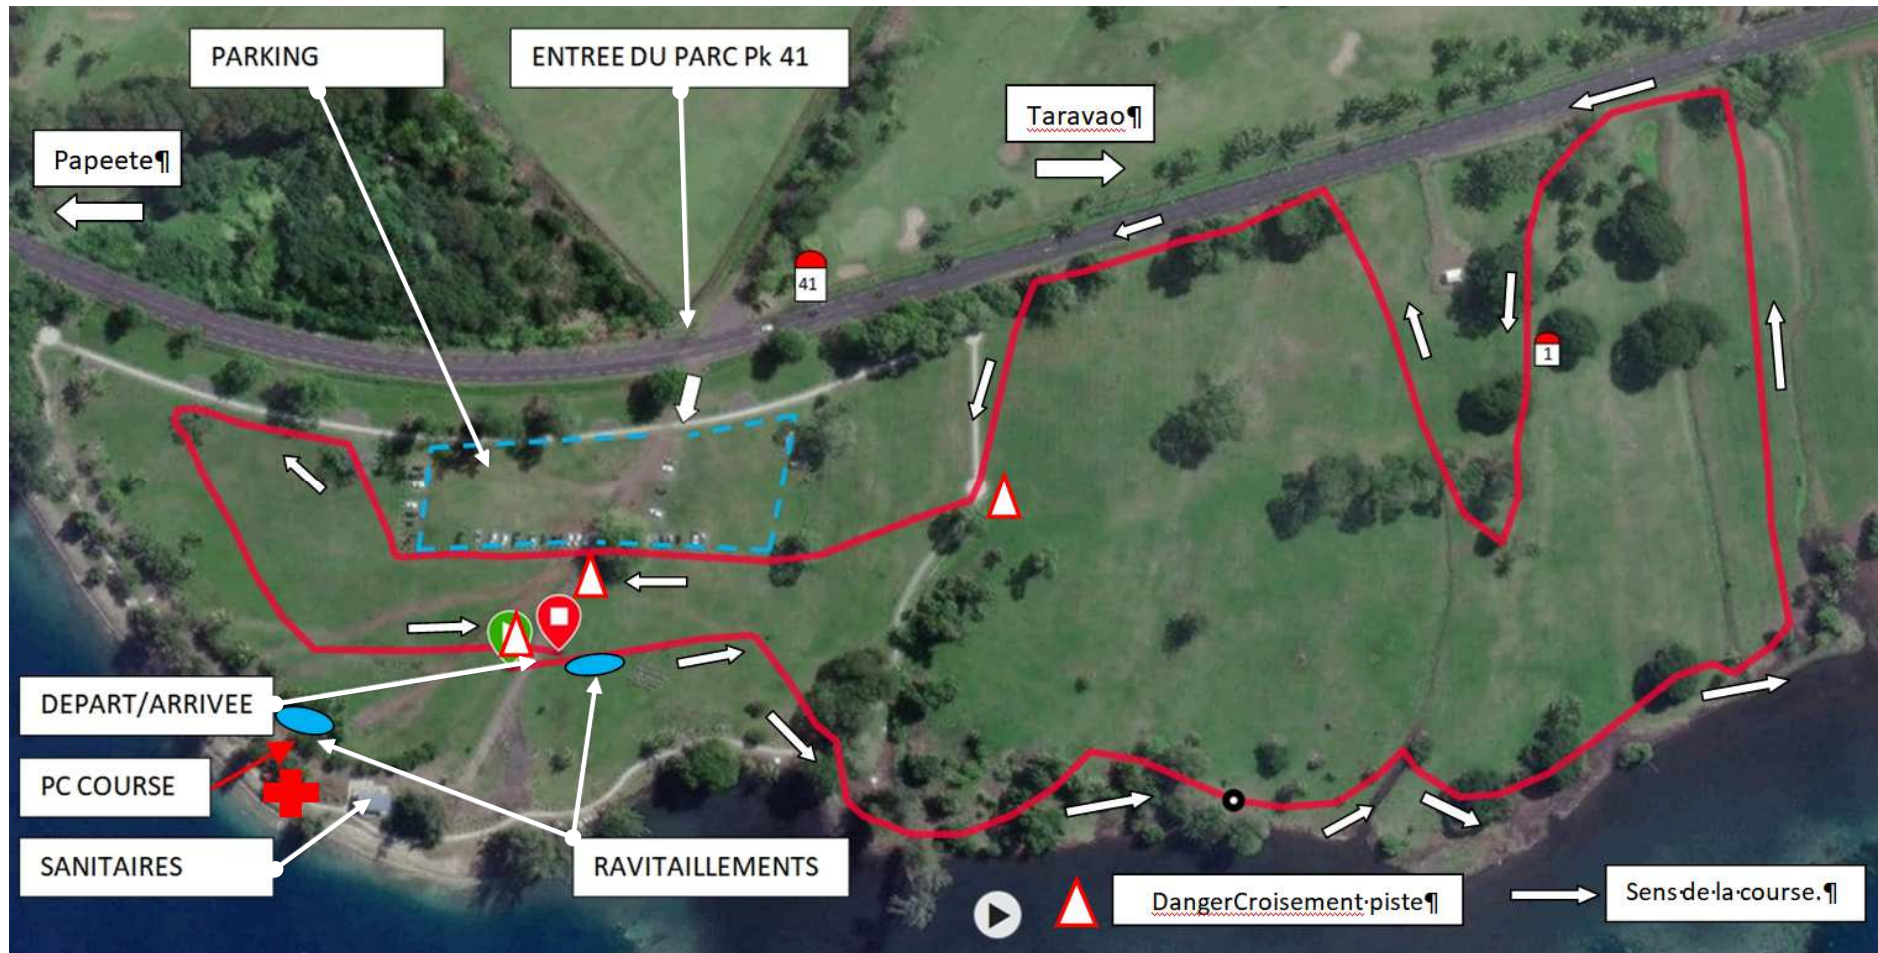 PARKING
ENTREE DU PARC Pk 41
Taravao¶
Papeete¶
41
1
DEPART/ARRIVEE
PC COURSE
SANITAIRES
RAVITAILLEMENTS
DangerCroisement·piste¶
Sens·de·la·course.¶